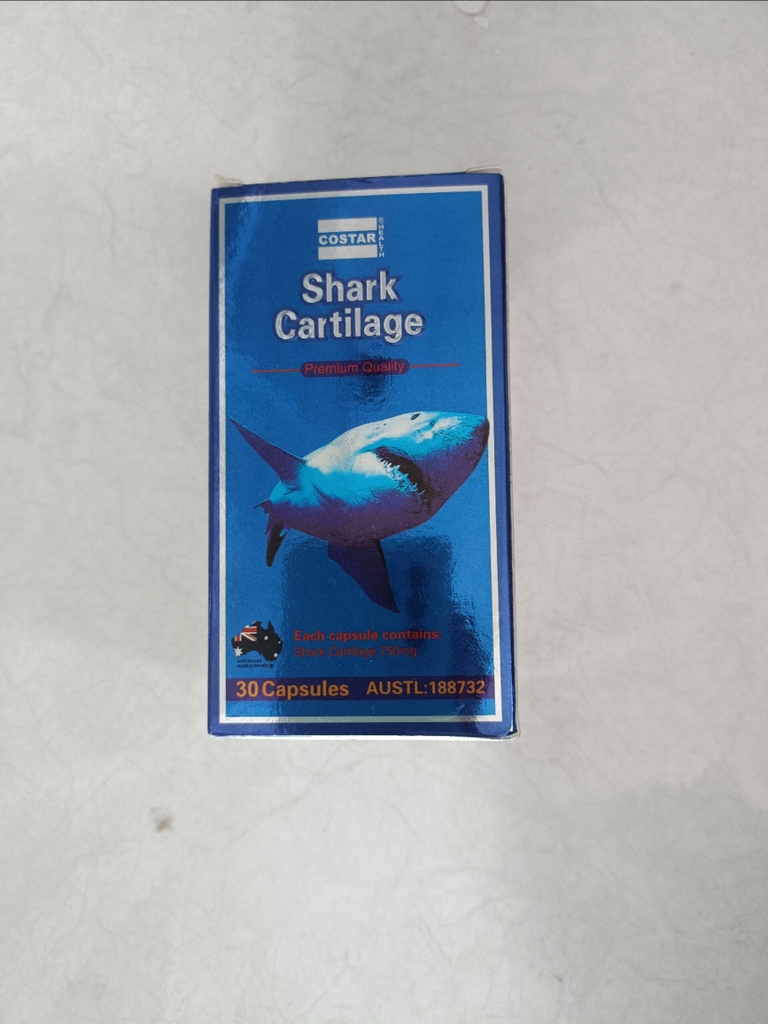 COSTAR
HEALTH
®
Shark
Cartilage
Premium Quality
Each capsule contains:
Shark Cartilage 750mg
30 Capsules AUSTL:188732